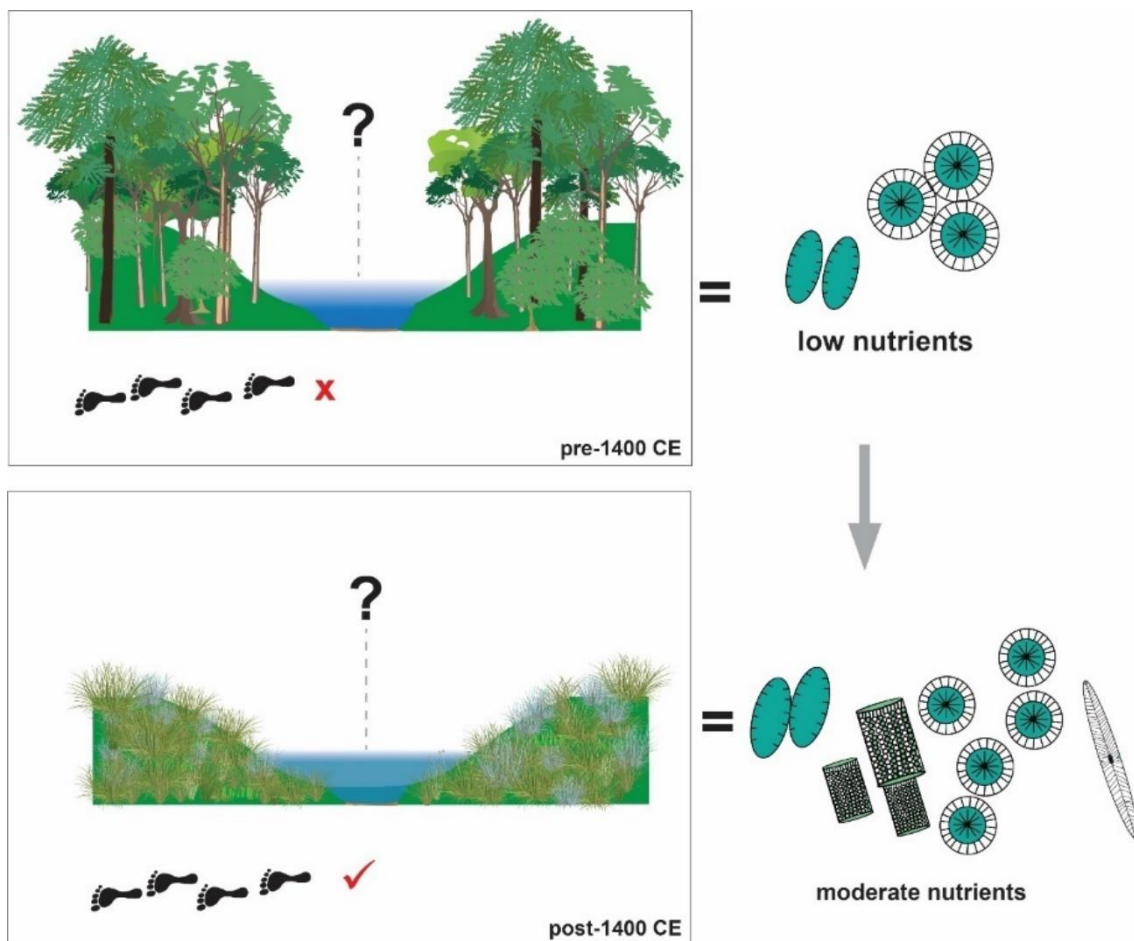 ?
=
low nutrients
x
pre-1400 CE
?
=
moderate nutrients
post-1400 CE